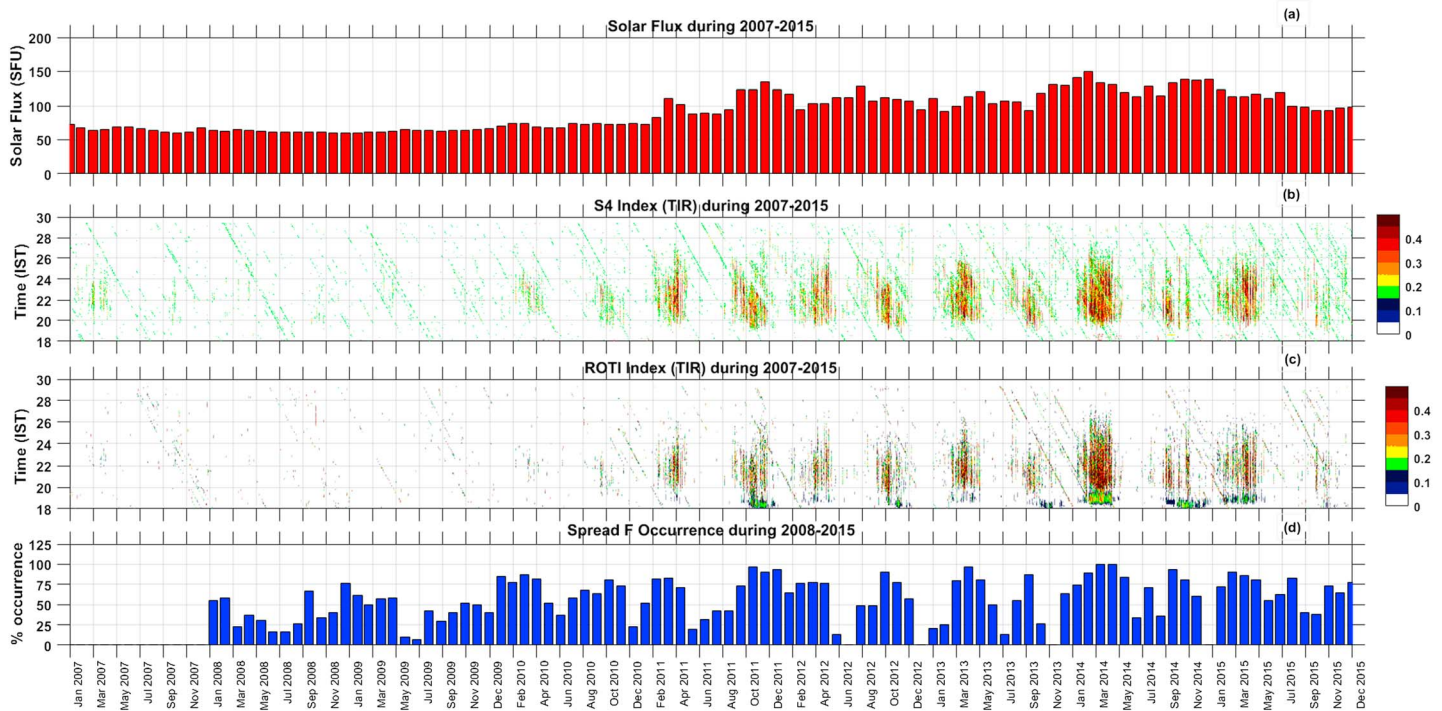 (a)
Solar Flux during 2007-2015
Solar Flux (SFU)
200
150
100
50
0
(b)
S4 Index (TIR) during 2007-2015
Time (IST)
30
28
26
24
22
20
18
0.4
0.3
0.2
0.1
0
(c)
ROTI Index (TIR) during 2007-2015
Time (IST)
30
28
26
24
22
20
18
0.4
0.3
0.2
0.1
0
(d)
Spread F Occurrence during 2008-2015
% occurrence
125
100
75
50
25
0
Jan 2007
Mar 2007
May 2007
Jul 2007
Sep 2007
Nov 2007
Jan 2008
Mar 2008
May 2008
Jul 2008
Sep 2008
Nov 2008
Jan 2009
Mar 2009
May 2009
Jul 2009
Sep 2009
Nov 2009
Dec 2009
Feb 2010
Apr 2010
Jun 2010
Aug 2010
Oct 2010
Dec 2010
Feb 2011
Apr 2011
Jun 2011
Aug 2011
Oct 2011
Dec 2011
Feb 2012
Apr 2012
Jun 2012
Aug 2012
Oct 2012
Dec 2012
Jan 2013
Mar 2013
May 2013
Jul 2013
Sep 2013
Nov 2013
Jan 2014
Mar 2014
May 2014
Jul 2014
Sep 2014
Nov 2014
Jan 2015
Mar 2015
May 2015
Jul 2015
Sep 2015
Nov 2015
Dec 2015